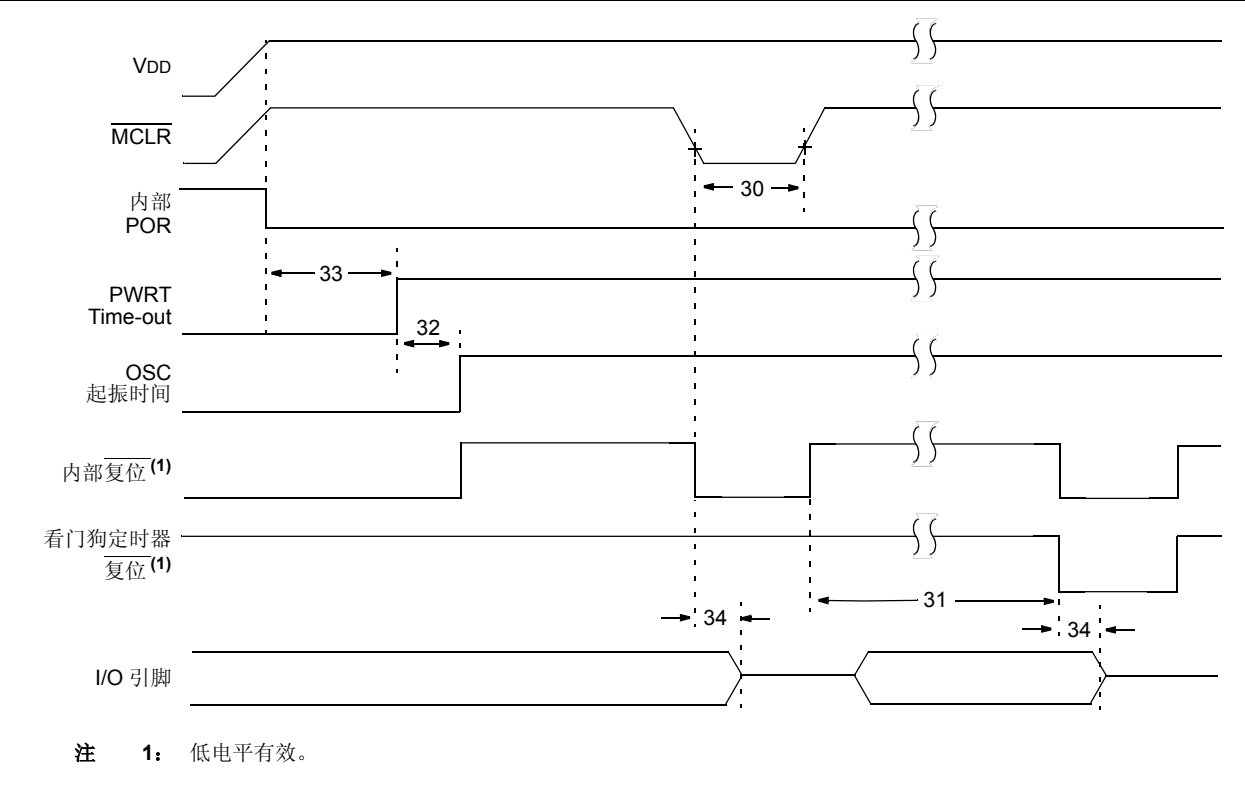 VDD
MCLR
30
内部
POR
33
PWRT
Time-out
32
OSC
起振时间
内部复位(1)
看门狗定时器
复位(1)
31
34
34
I/O 引脚
注 1： 低电平有效。